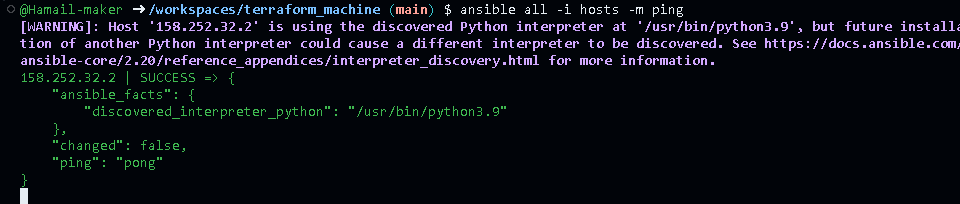 @Hamail-maker ➜/workspaces/terraform_machine (main) $ ansible all -i hosts -m ping
[WARNING]: Host '158.252.32.2' is using the discovered Python interpreter at '/usr/bin/python3.9', but future installa
tion of another Python interpreter could cause a different interpreter to be discovered. See https://docs.ansible.com/
ansible-core/2.20/reference_appendices/interpreter_discovery.html for more information.
158.252.32.2 | SUCCESS => {
    "ansible_facts": {
        "discovered_interpreter_python": "/usr/bin/python3.9"
    },
    "changed": false,
    "ping": "pong"
}